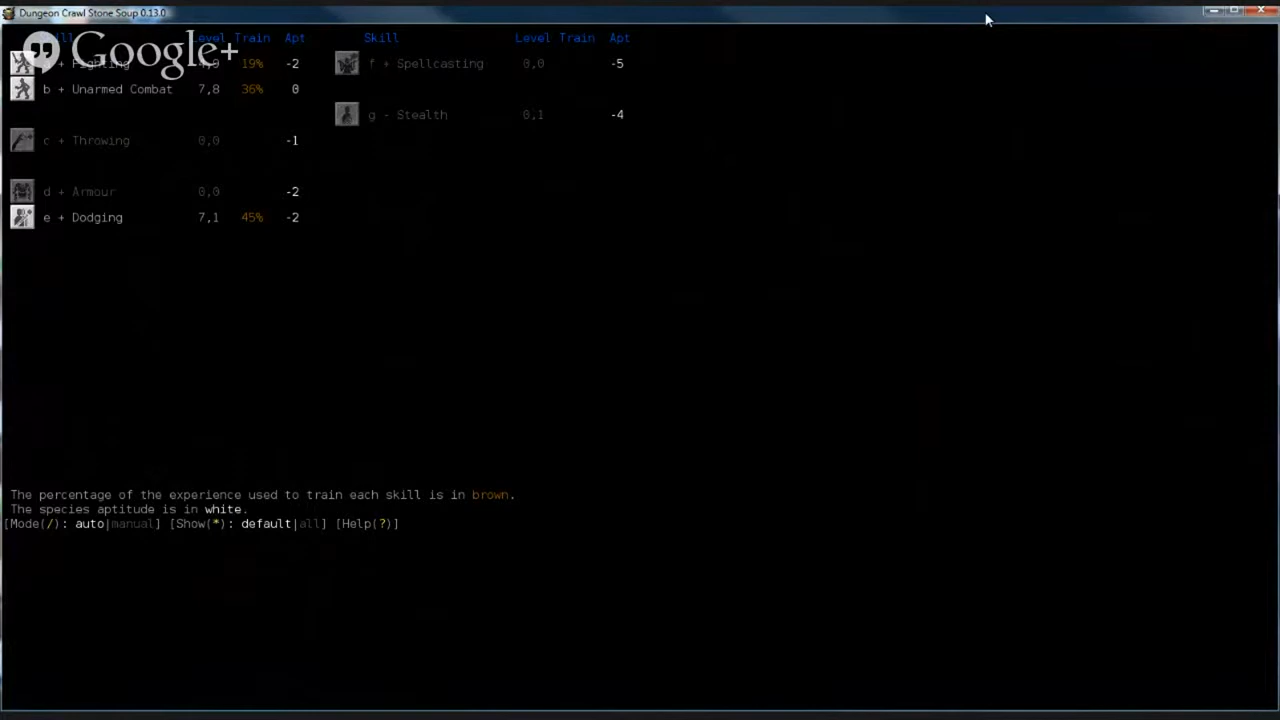 Dungeon Crawl Stone Soup 0.13.0
Google+
Level Train Apt Skill Level Train Apt
Fighting 19% -2 f + Spellcasting 0,0 -5
b + Unarmed Combat 7,8 36% 0
g - Stealth 0,1 -4
c + Throwing 0,0 -1
d + Armour 0,0 -2
e + Dodging 7,1 45% -2
The percentage of the experience used to train each skill is in brown.
The species aptitude is in white.
[Mode(/): auto|manual] [Show(*): default|all] [Help(?)]